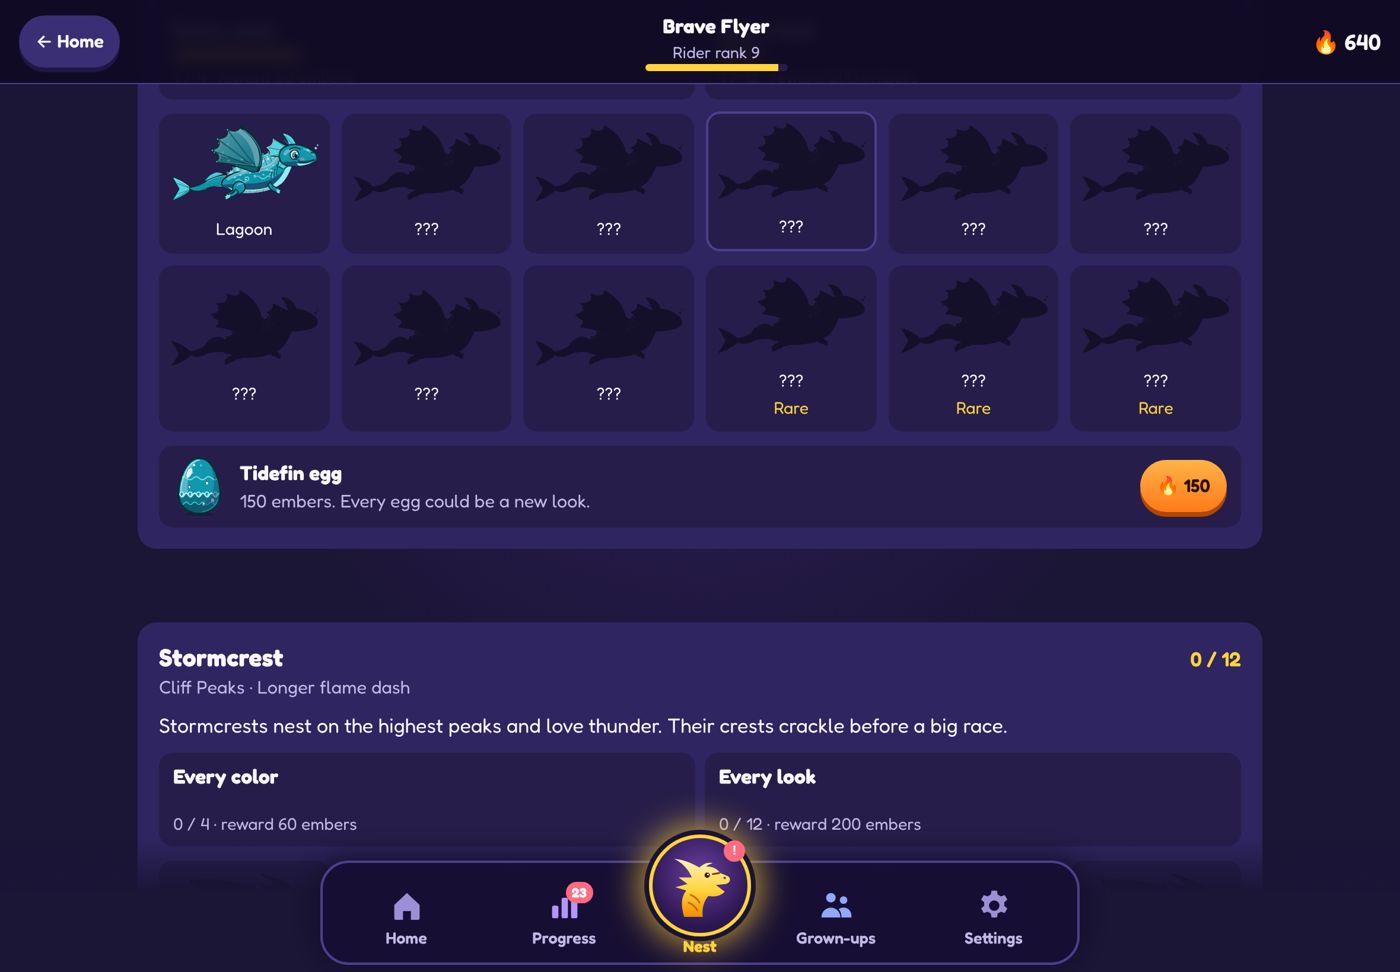 ← Home
Brave Flyer
Rider rank 9
640
Lagoon
???
???
???
???
???
???
???
???
???
Rare
???
Rare
???
Rare
Tidefin egg
150 embers. Every egg could be a new look.
150
Stormcrest
0 / 12
Cliff Peaks · Longer flame dash
Stormcrests nest on the highest peaks and love thunder. Their crests crackle before a big race.
Every color
0 / 4 · reward 60 embers
Every look
0 / 12 · reward 200 embers
Home
23
Progress
!
Nest
Grown-ups
Settings